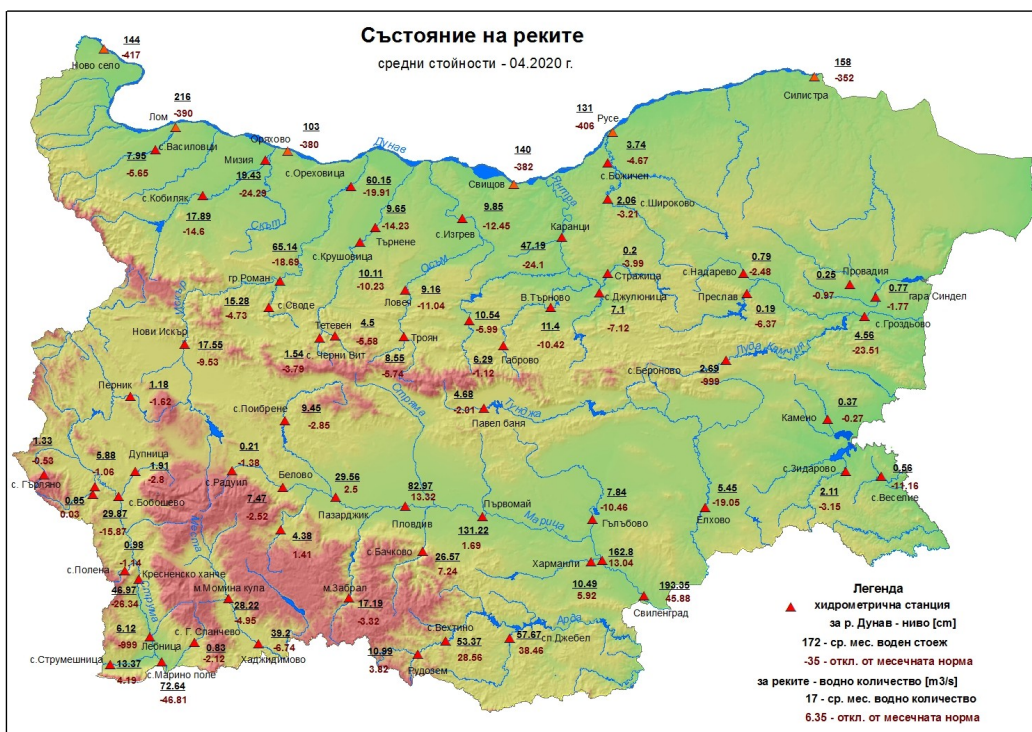 Състояние на реките
средни стойности - 04.2020 г.
144
-417
Ново село
158
-352
Силистра
216
-390
Лом
131
-406
Русе
103
-380
Оряхово
Дунав
140
-382
Свищов
3.74
-4.67
с.Божичен
7.95
-5.65
с.Василовци
Мизия
19.43
-24.29
с.Ореховица
60.15
-19.91
Янтра
2.06
-3.21
с.Широково
с.Кобиляк
17.89
-14.6
Скът
9.65
-14.23
Търнене
9.85
-12.45
с.Изгрев
Каранци
47.19
-24.1
с.Крушовица
10.11
-10.23
65.14
-18.69
гр.Роман
Осъм
0.2
-3.99
Стражица
0.79
-2.48
с.Надарево
0.25
-0.97
Провадия
0.77
-1.77
гара Синдел
Искър
15.28
-4.73
с.Своде
Ловеч
9.16
-11.04
В.Търново
11.4
-10.42
с.Джулюница
7.1
-7.12
Преслав
0.19
-6.37
с.Гроздьово
4.56
-23.51
Нови Искър
17.55
-9.53
Тетевен
4.5
-5.58
1.54
-3.79
с. Черни Вит
Троян
8.55
-5.74
10.54
-5.99
Габрово
6.29
-1.12
Луда Камчия
с.Бероново
2.69
-999
Перник
1.18
-1.62
с.Поибрене
9.45
-2.85
Стряма
4.68
-2.01
Павел баня
Тунджа
0.37
-0.27
Камено
1.33
-0.53
с. Гърляно
5.88
-1.06
Дупница
1.91
-2.8
0.65
0.03
с.Бобошево
29.87
-15.87
0.21
-1.38
с.Радуил
Белово
7.47
-2.52
29.56
2.5
Пазарджик
82.97
13.32
Пловдив
Първомай
131.22
1.69
Марица
7.84
-10.46
Гълъбово
5.45
-19.05
Елхово
с.Зидарово
2.11
-3.15
0.56
-11.16
с.Веселие
4.38
1.41
0.98
-1.14
с.Полена
Кресненско ханче
46.97
-26.34
Струма
Места
м.Момина кула
28.22
-4.95
м.Забрал
17.19
-3.32
с.Бачково
26.57
7.24
Харманли
10.49
5.92
162.8
13.04
193.35
45.88
Свиленград
6.12
-999
Лебница
с. Г. Спанчево
0.83
-2.12
39.2
-6.74
Хаджидимово
с.Струмешница
13.37
4.19
с.Марино поле
72.64
-46.81
10.99
3.82
Рудозем
с.Вехтино
53.37
28.56
57.67
38.46
сп.Джебел
Арда
Легенда
хидрометрична станция
за р. Дунав - ниво [cm]
172 - ср. мес. воден стоеж
-35 - откл. от месечната норма
за реките - водно количество [m3/s]
17 - ср. мес. водно количество
6.35 - откл. от месечната норма